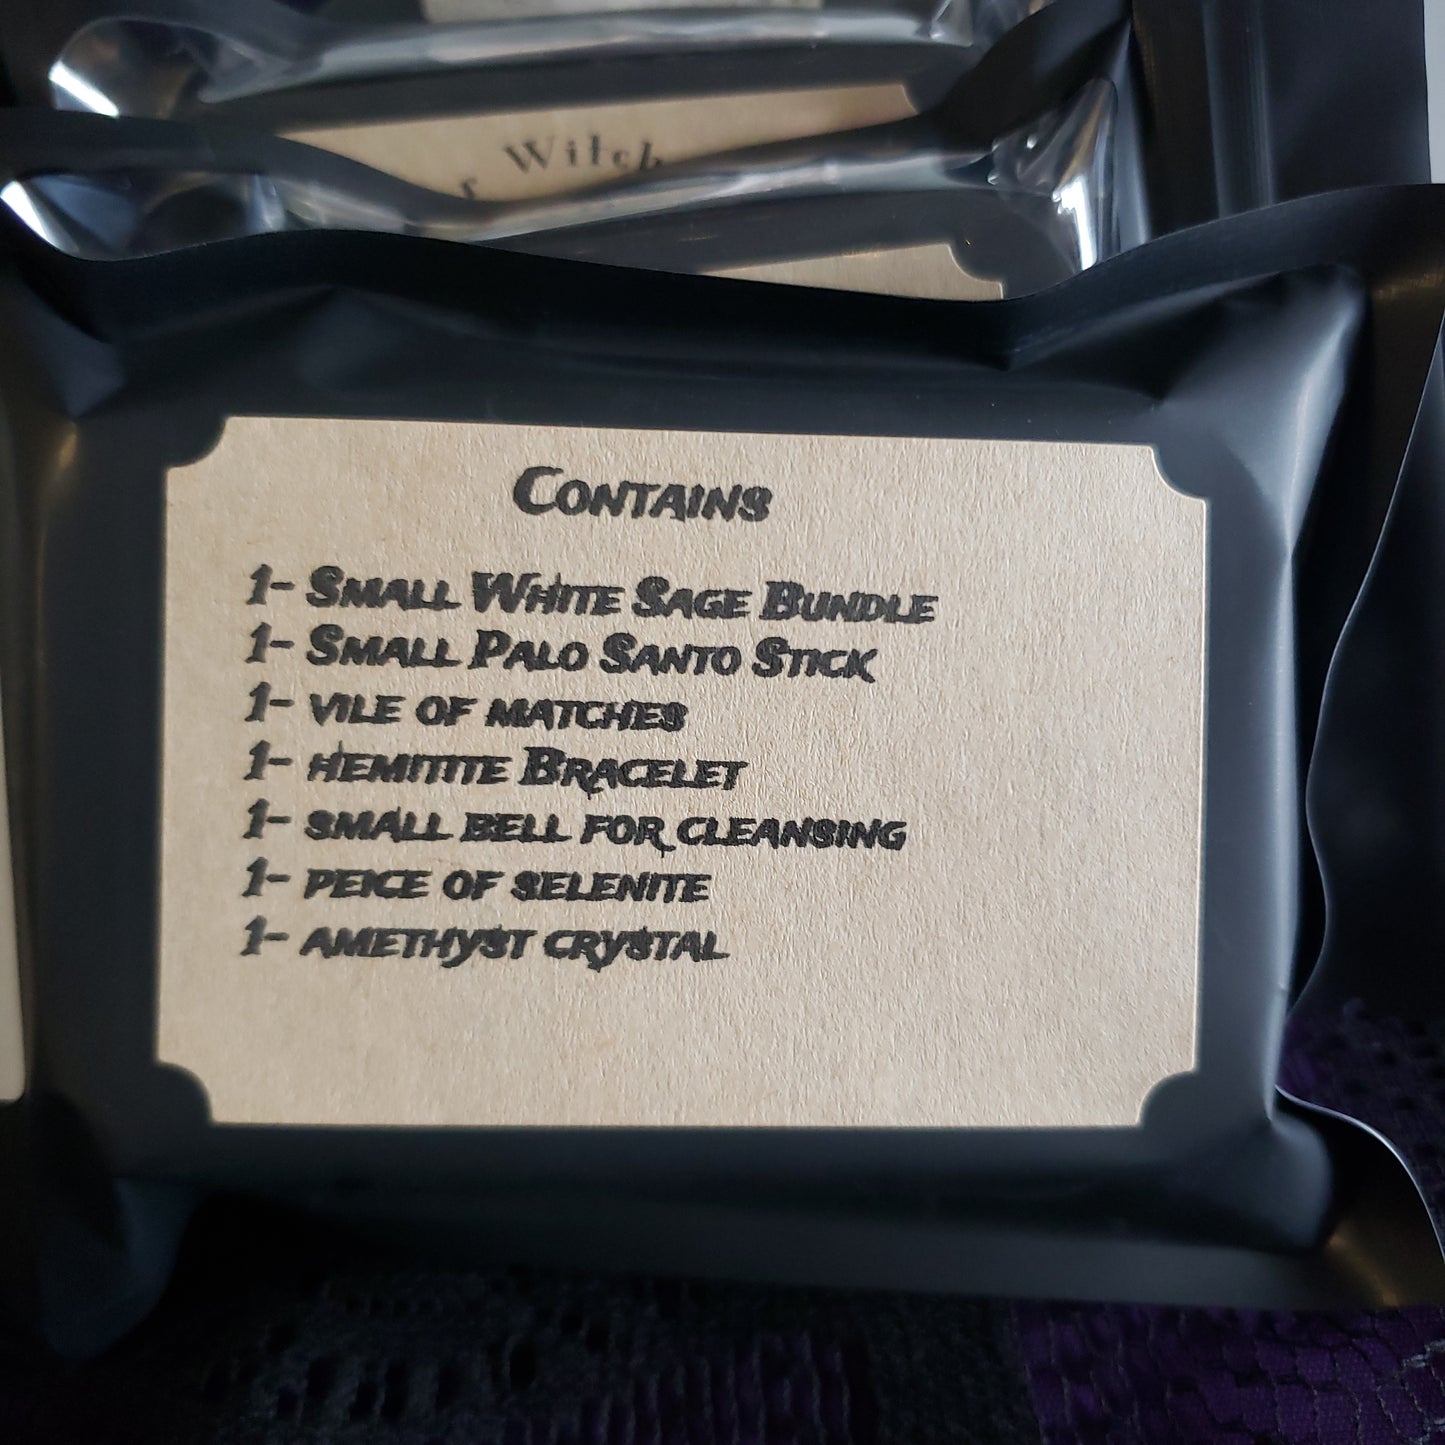 Witch
Contains
1- Small White Sage Bundle
1- Small Palo Santo Stick
1- vile of matches
1- hemitite Bracelet
1- small bell for cleansing
1- peice of selenite
1- amethyst crystal